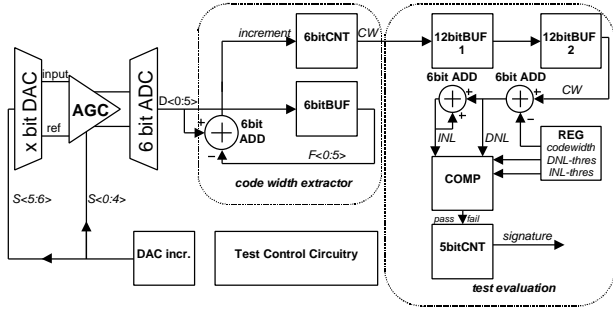 x bit DAC
input
ref
AGC
6 bit ADC
D<0:5>
S<5:6>
S<0:4>
DAC incr.
Test Control Circuitry
increment
6bitCNT
CW
6bitBUF
+
6bit
ADD
−
F<0:5>
code width extractor
12bitBUF
1
12bitBUF
2
6bit ADD
6bit ADD
+
+
+
−
CW
INL
DNL
REG
codewidth
DNL-thres
INL-thres
COMP
pass
fail
5bitCNT
signature
test evaluation